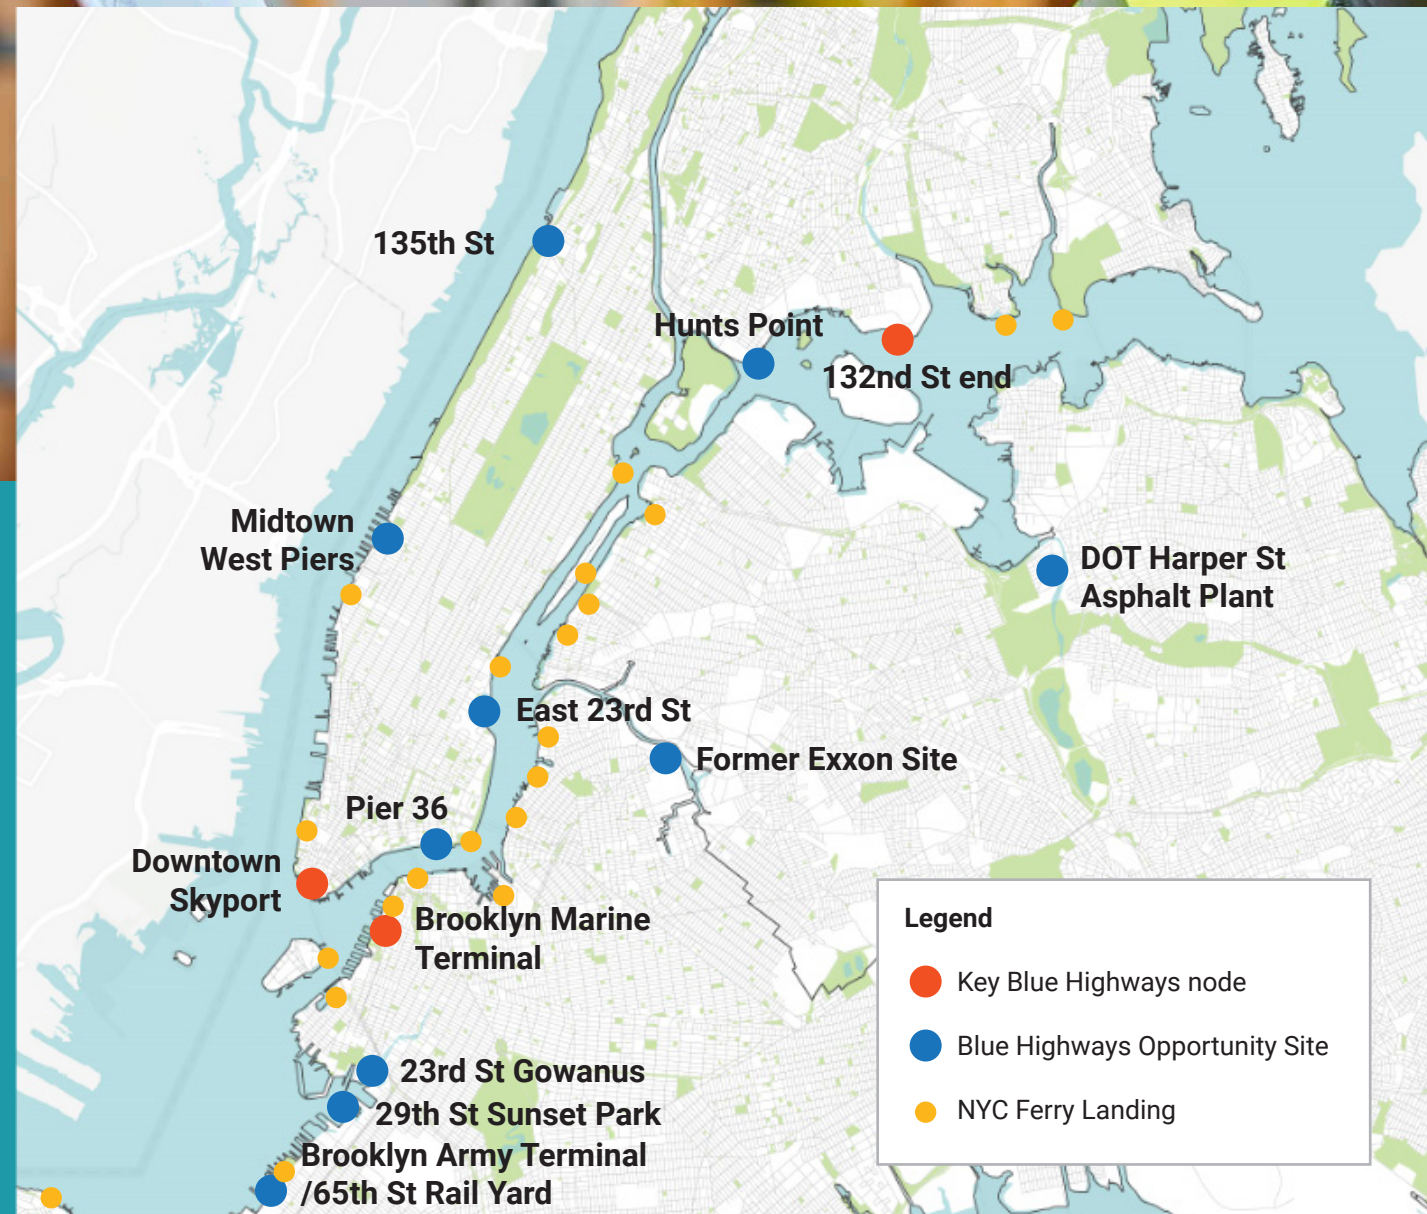 135th St
Hunts Point
132nd St end
Midtown
West Piers
DOT Harper St
Asphalt Plant
East 23rd St
Former Exxon Site
Pier 36
Downtown
Skyport
Brooklyn Marine
Terminal
23rd St Gowanus
29th St Sunset Park
Brooklyn Army Terminal
/65th St Rail Yard
Legend
Key Blue Highways node
Blue Highways Opportunity Site
NYC Ferry Landing